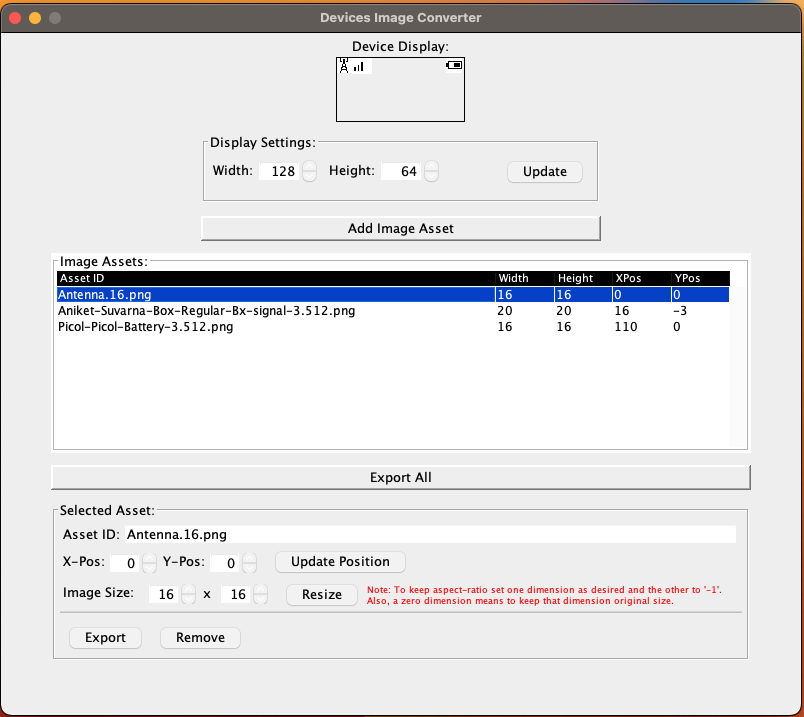 Devices Image Converter
Device Display:
Display Settings:
Width: 128 Height: 64 Update
Add Image Asset
Image Assets:
Asset ID Width Height XPos YPos
Antenna.16.png 16 16 0 0
Aniket-Suvarna-Box-Regular-Bx-signal-3.512.png 20 20 16 -3
Picol-Picol-Battery-3.512.png 16 16 110 0
Export All
Selected Asset:
Asset ID: Antenna.16.png
X-Pos: 0 Y-Pos: 0 Update Position
Image Size: 16 x 16 Resize
Note: To keep aspect-ratio set one dimension as desired and the other to '-1'.
Also, a zero dimension means to keep that dimension original size.
Export Remove